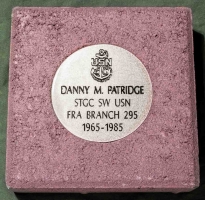 USN
DANNY M. PATRIDGE
STGC SW USN
FRA BRANCH 295
1965-1985